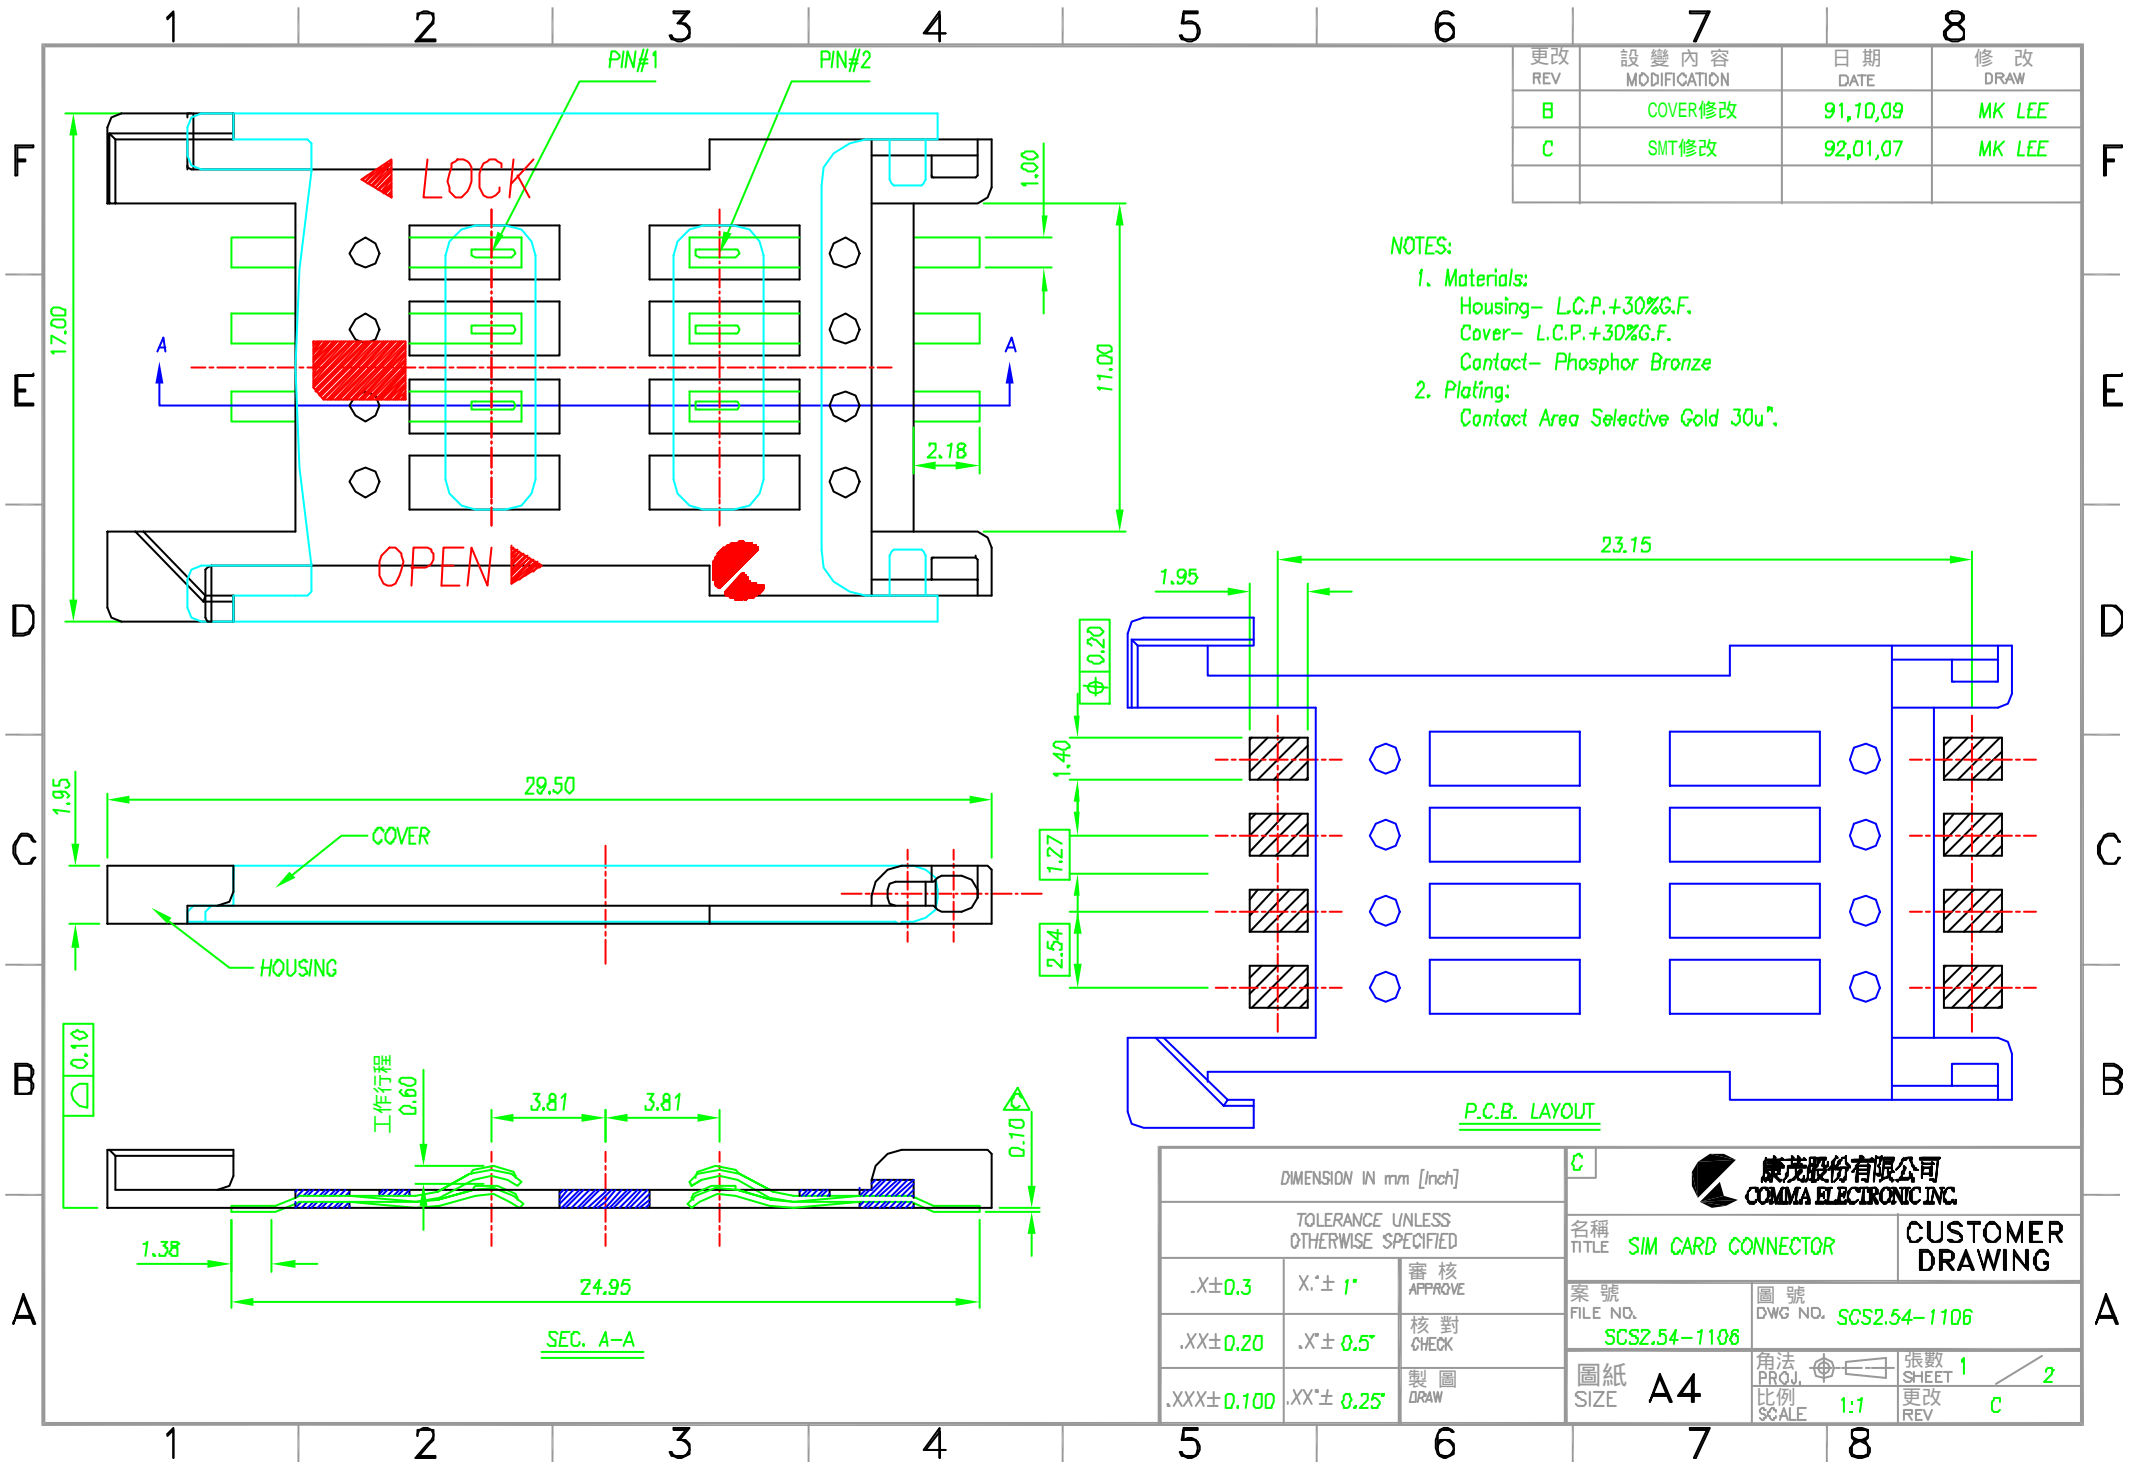 1 2 3 4 5 6 7 8
F F
E E
D D
C C
B B
A A
PIN#1 PIN#2
LOCK
OPEN
17.00
1.00
11.00
2.18
A A
更改 設變內容 日期 修改
REV MODIFICATION DATE DRAW
B COVER修改 91,10,09 MK LEE
C SMT修改 92,01,07 MK LEE
NOTES:
1. Materials:
Housing- L.C.P.+30%G.F.
Cover- L.C.P.+30%G.F.
Contact- Phosphor Bronze
2. Plating:
Contact Area Selective Gold 30u".
29.50
1.95
COVER
HOUSING
23.15
1.95
⌖ 0.20
1.40
1.27
2.54
P.C.B. LAYOUT
⌓ 0.10
工作行程
0.60
3.81 3.81
C
0.10
1.38
24.95
SEC. A-A
DIMENSION IN mm [Inch]
TOLERANCE UNLESS
OTHERWISE SPECIFIED
.X±0.3 X.°± 1°
.XX±0.20 .X°± 0.5°
.XXX±0.100 .XX°± 0.25°
審核
APPROVE
核對
CHECK
製圖
DRAW
C
康茂股份有限公司
COMMA ELECTRONIC INC.
名稱
TITLE SIM CARD CONNECTOR
CUSTOMER
DRAWING
案號
FILE NO.
SCS2.54-1106
圖號
DWG NO. SCS2.54-1106
圖紙
SIZE A4
角法
PROJ.
張數
SHEET 1 / 2
比例
SCALE 1:1
更改
REV C
1 2 3 4 5 6 7 8